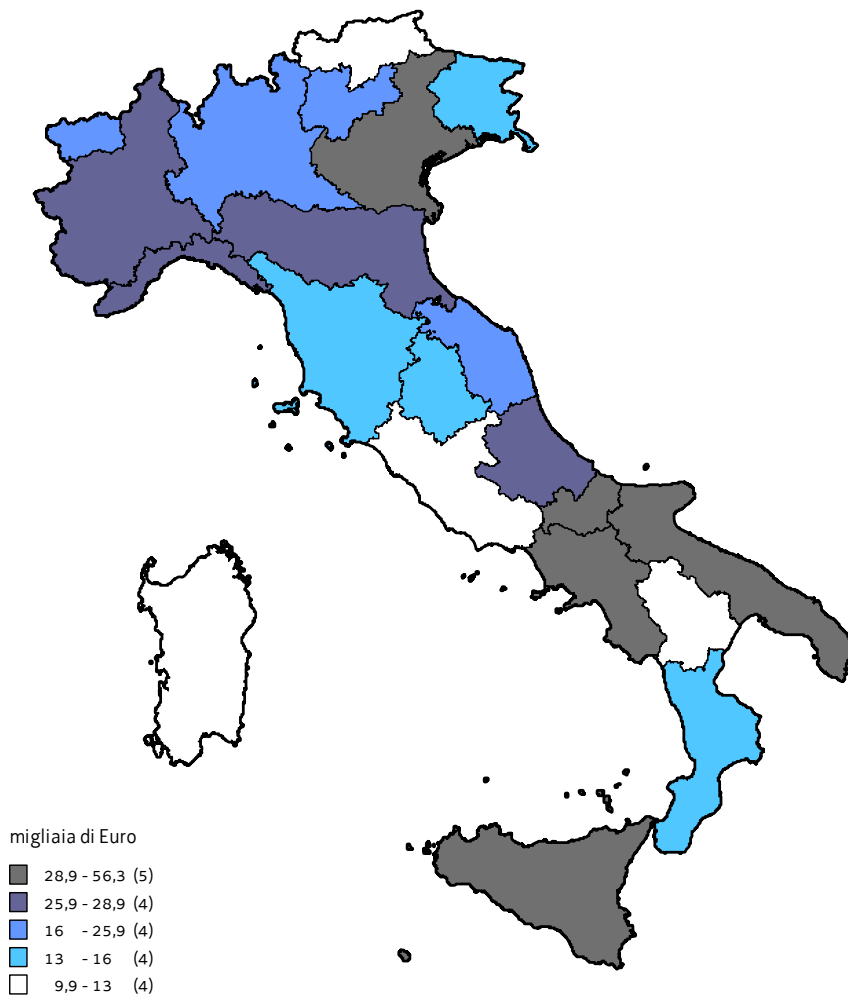 migliaia di Euro
28,9 - 56,3 (5)
25,9 - 28,9 (4)
16 - 25,9 (4)
13 - 16 (4)
9,9 - 13 (4)